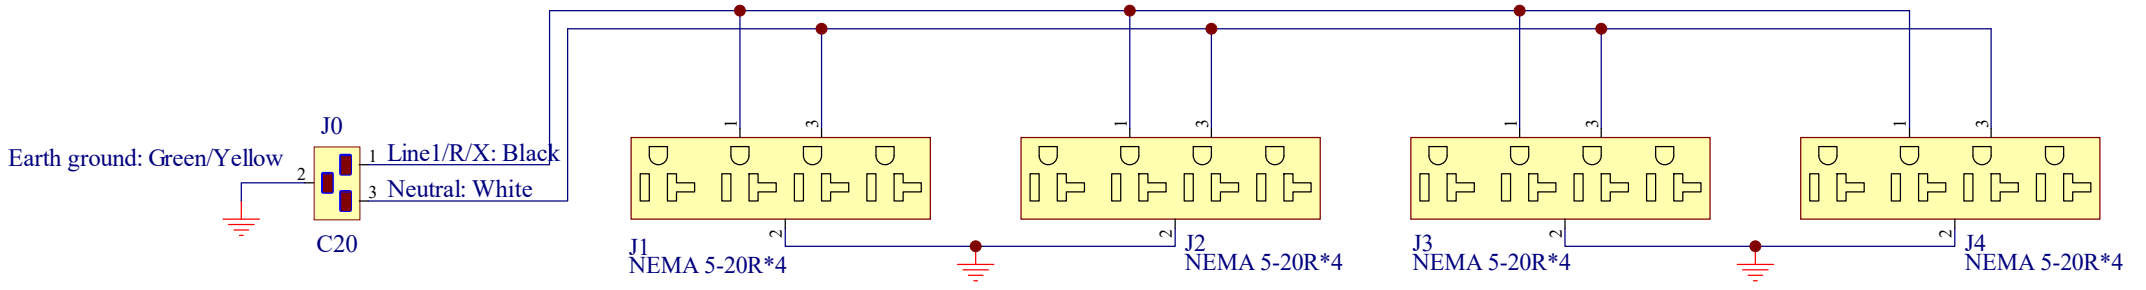 J0
Earth ground: Green/Yellow
2
1
Line1/R/X: Black
3
Neutral: White
C20
1
3
2
J1
NEMA 5-20R*4
1
3
2
J2
NEMA 5-20R*4
1
3
2
J3
NEMA 5-20R*4
1
3
2
J4
NEMA 5-20R*4